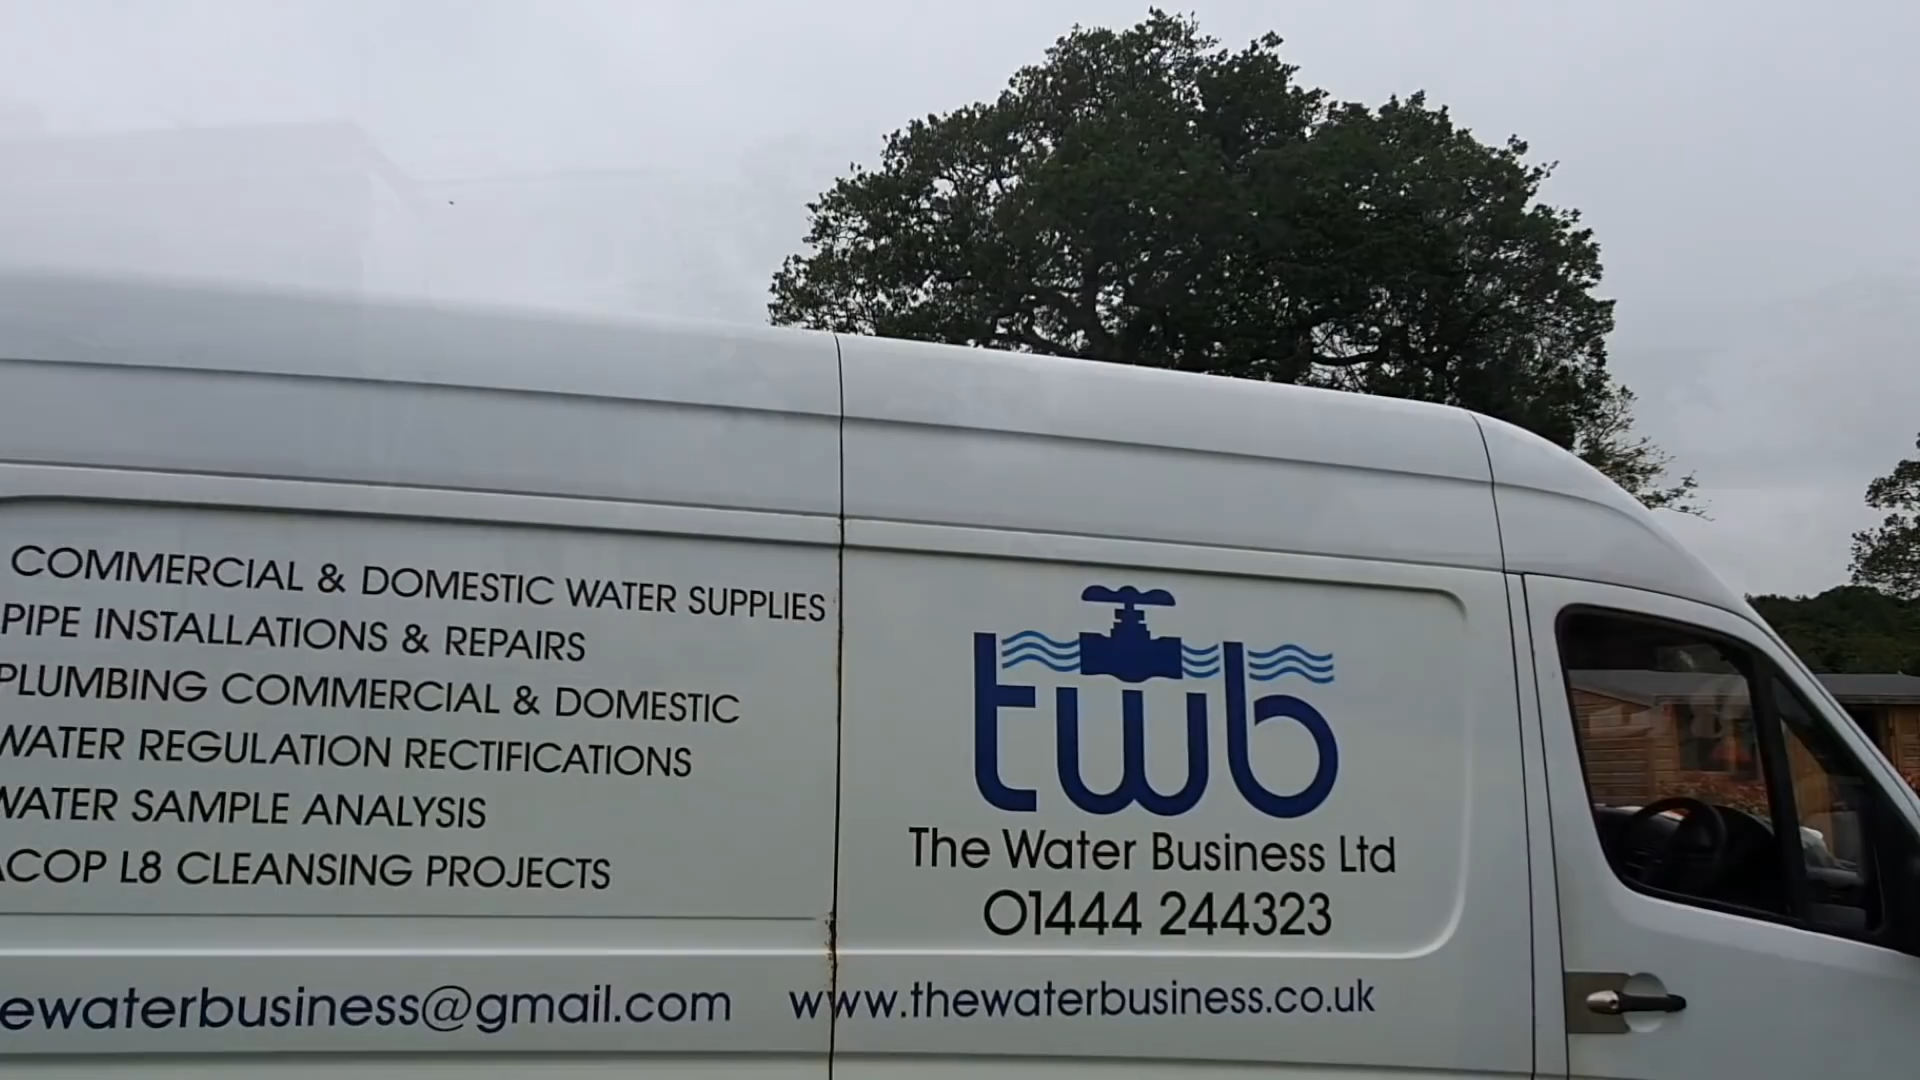 COMMERCIAL & DOMESTIC WATER SUPPLIES
PIPE INSTALLATIONS & REPAIRS
PLUMBING COMMERCIAL & DOMESTIC
WATER REGULATION RECTIFICATIONS
WATER SAMPLE ANALYSIS
ACOP L8 CLEANSING PROJECTS
ewaterbusiness@gmail.com
twb
The Water Business Ltd
01444 244323
www.thewaterbusiness.co.uk